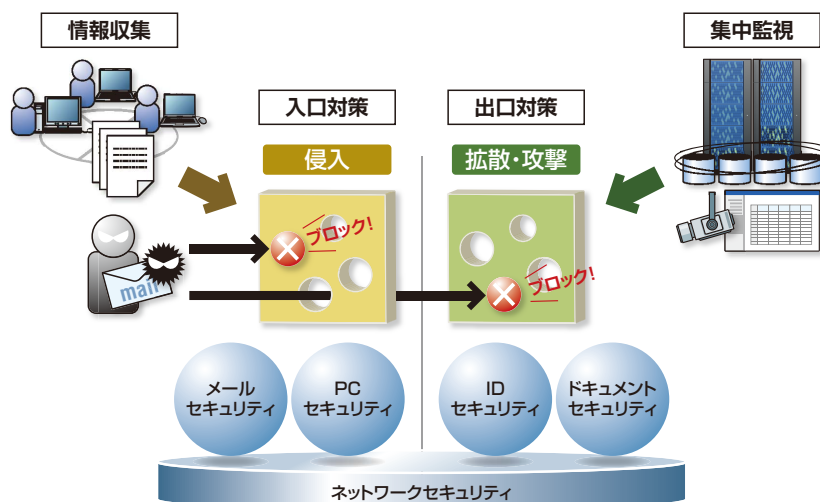 情報収集
集中監視
入口対策
出口対策
侵入
拡散・攻撃
ブロック!
ブロック!
mail
メール
セキュリティ
PC
セキュリティ
ID
セキュリティ
ドキュメント
セキュリティ
ネットワークセキュリティ